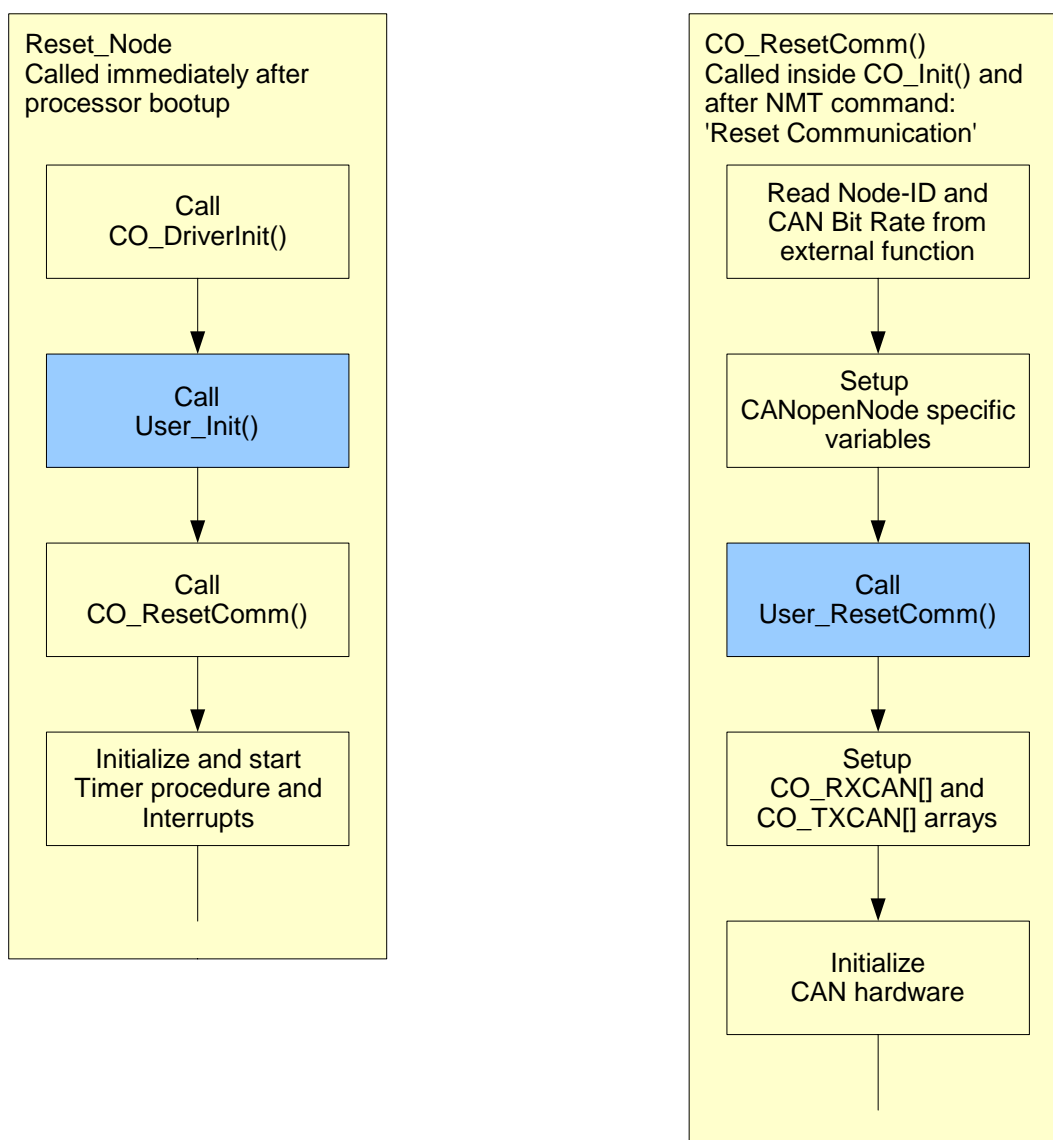 Reset_Node
Called immediately after
processor bootup
Call
CO_DriverInit()
Call
User_Init()
Call
CO_ResetComm()
Initialize and start
Timer procedure and
Interrupts
CO_ResetComm()
Called inside CO_Init() and
after NMT command:
'Reset Communication'
Read Node-ID and
CAN Bit Rate from
external function
Setup
CANopenNode specific
variables
Call
User_ResetComm()
Setup
CO_RXCAN[] and
CO_TXCAN[] arrays
Initialize
CAN hardware